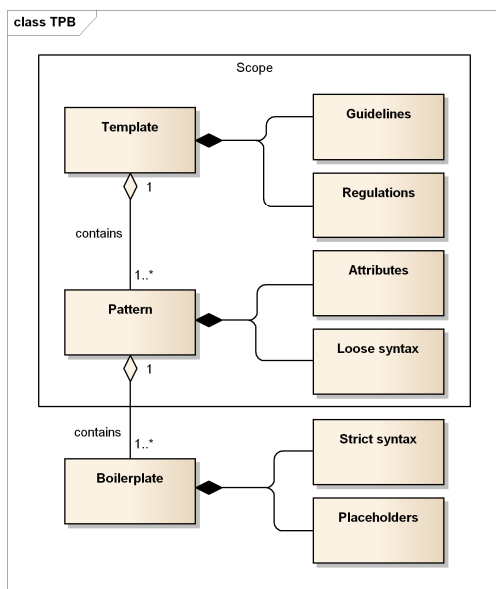 class TPB
Scope
Template
Guidelines
Regulations
1
contains
1..*
Pattern
Attributes
Loose syntax
1
contains
1..*
Boilerplate
Strict syntax
Placeholders